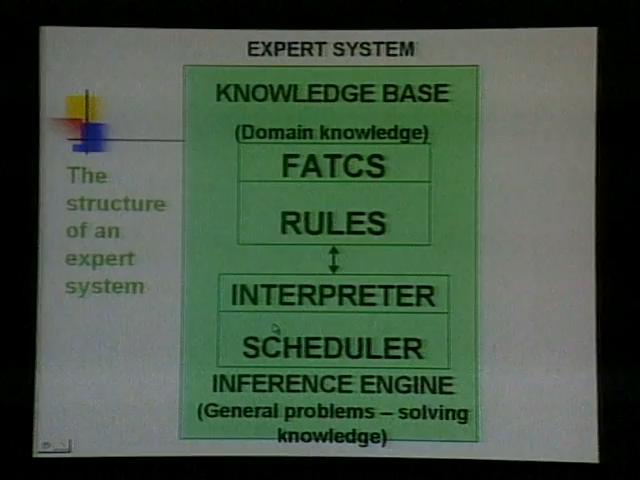 EXPERT SYSTEM
KNOWLEDGE BASE
(Domain knowledge)
FATCS
RULES
INTERPRETER
SCHEDULER
INFERENCE ENGINE
(General problems – solving
knowledge)
The
structure
of an
expert
system